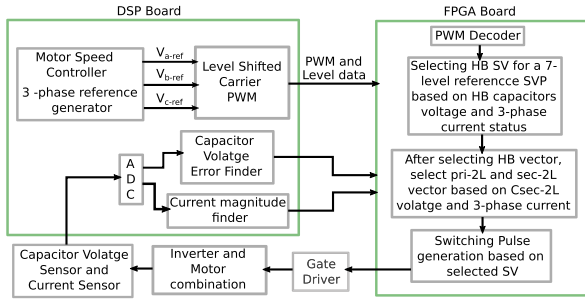 DSP Board
FPGA Board
Motor Speed
Controller
3 -phase reference
generator
Va-ref
Vb-ref
Vc-ref
Level Shifted
Carrier
PWM
PWM and
Level data
PWM Decoder
Selecting HB SV for a 7-
level referencce SVP
based on HB capacitors
voltage and 3-phase
current status
A
D
C
Capacitor
Volatge
Error Finder
Current magnitude
finder
After selecting HB vector,
select pri-2L and sec-2L
vector based on Csec-2L
volatge and 3-phase current
Switching Pulse
generation based on
selected SV
Gate
Driver
Inverter and
Motor
combination
Capacitor Volatge
Sensor and
Current Sensor